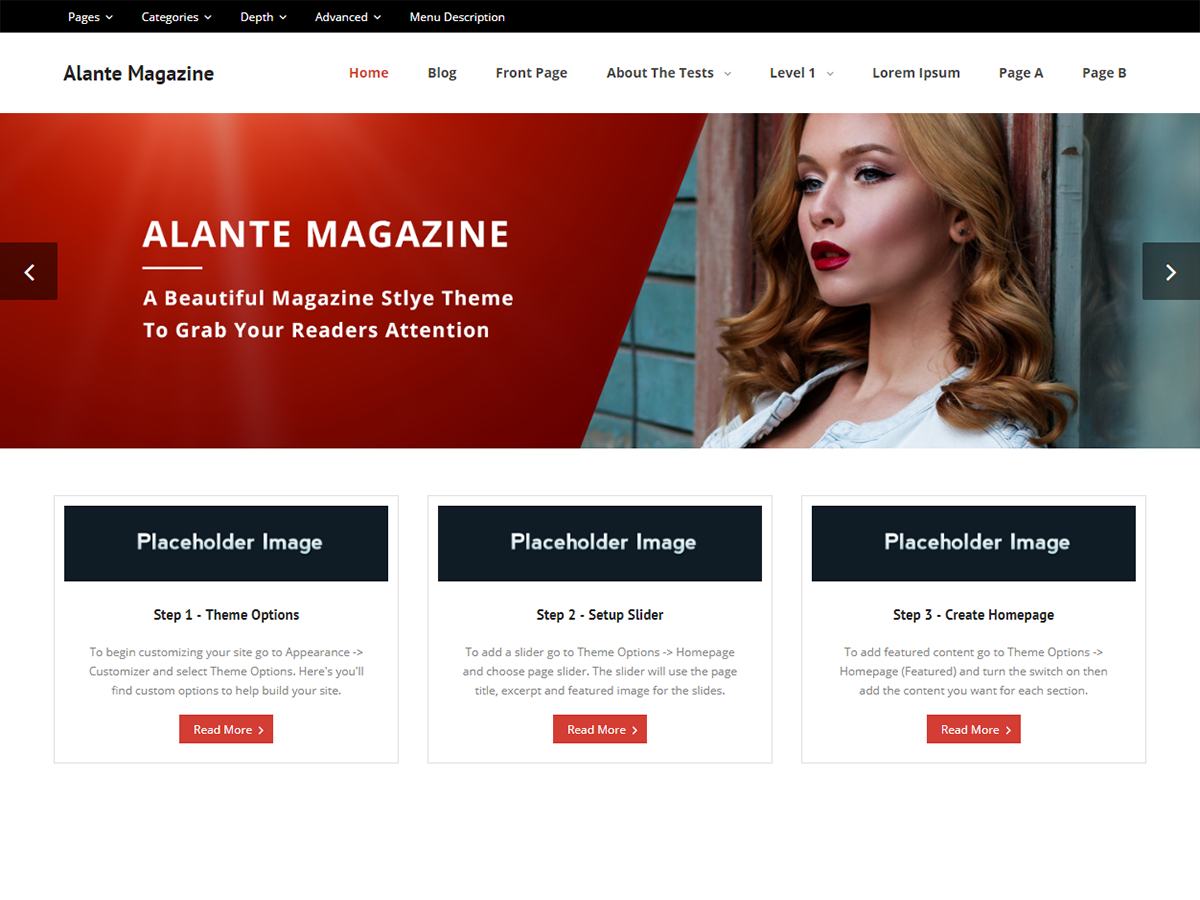 Pages Categories Depth Advanced Menu Description
Alante Magazine Home Blog Front Page About The Tests Level 1 Lorem Ipsum Page A Page B
ALANTE MAGAZINE
A Beautiful Magazine Stlye Theme
To Grab Your Readers Attention
Placeholder Image
Step 1 - Theme Options
To begin customizing your site go to Appearance ->
Customizer and select Theme Options. Here's you'll
find custom options to help build your site.
Read More
Placeholder Image
Step 2 - Setup Slider
To add a slider go to Theme Options -> Homepage
and choose page slider. The slider will use the page
title, excerpt and featured image for the slides.
Read More
Placeholder Image
Step 3 - Create Homepage
To add featured content go to Theme Options ->
Homepage (Featured) and turn the switch on then
add the content you want for each section.
Read More